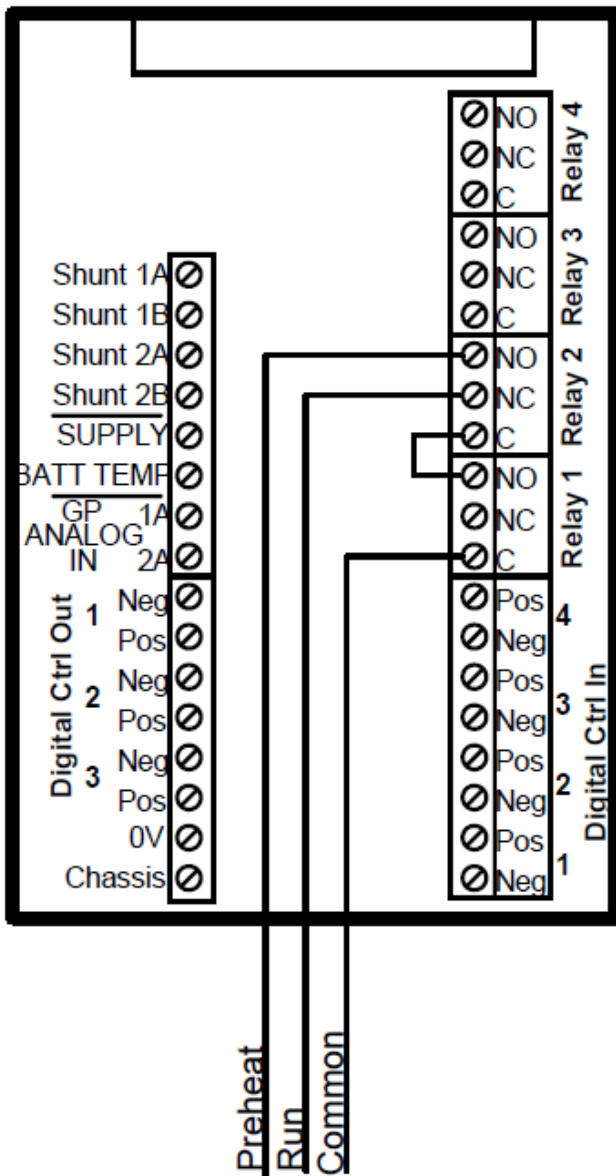 NO
NC
C
Relay 4
NO
NC
C
Relay 3
NO
NC
C
Relay 2
NO
NC
C
Relay 1
Shunt 1A
Shunt 1B
Shunt 2A
Shunt 2B
SUPPLY
BATT TEMP
GP 1A
ANALOG
IN 2A
Digital Ctrl Out
1
Neg
Pos
2
Neg
Pos
3
Neg
Pos
0V
Chassis
Pos
Neg
4
Pos
Neg
3
Pos
Neg
2
Pos
Neg
1
Digital Ctrl In
Preheat
Run
Common